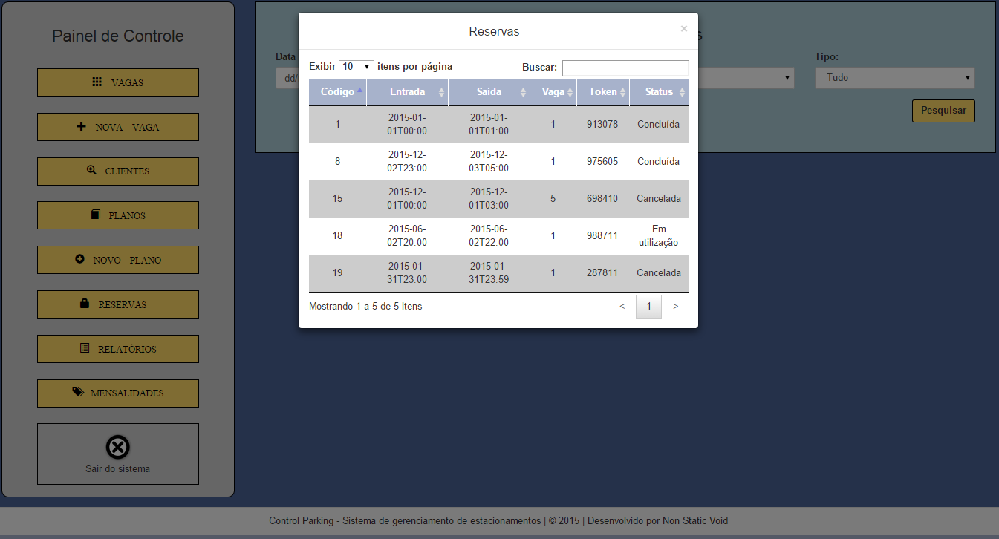 Painel de Controle
VAGAS
NOVA VAGA
CLIENTES
PLANOS
NOVO PLANO
RESERVAS
RELATÓRIOS
MENSALIDADES
Sair do sistema
Data
dd/
Tipo:
Tudo
Pesquisar
Reservas
×
Exibir 10 itens por página
Buscar:
Código Entrada Saída Vaga Token Status
1 2015-01-01T00:00 2015-01-01T01:00 1 913078 Concluída
8 2015-12-02T23:00 2015-12-03T05:00 1 975605 Concluída
15 2015-12-01T00:00 2015-12-01T03:00 5 698410 Cancelada
18 2015-06-02T20:00 2015-06-02T22:00 1 988711 Em utilização
19 2015-01-31T23:00 2015-01-31T23:59 1 287811 Cancelada
Mostrando 1 a 5 de 5 itens
< 1 >
Control Parking - Sistema de gerenciamento de estacionamentos | © 2015 | Desenvolvido por Non Static Void